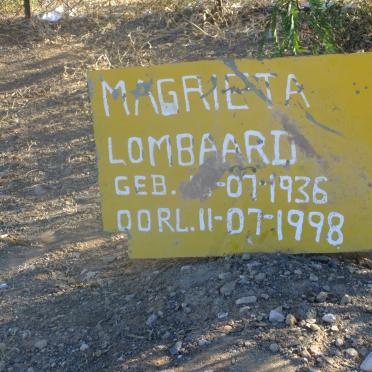 MAGRIETA
LOMBAARD
GEB. -07-1936
OORL. 11-07-1998